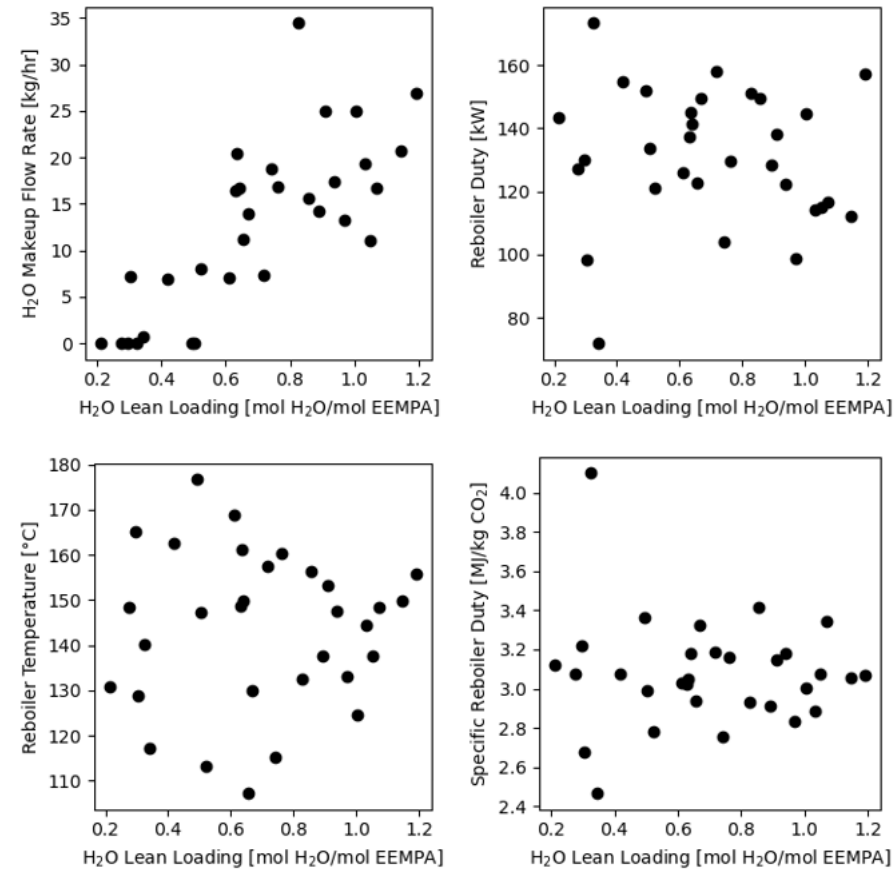 H₂O Makeup Flow Rate [kg/hr]
35
30
25
20
15
10
5
0
0.2 0.4 0.6 0.8 1.0 1.2
H₂O Lean Loading [mol H₂O/mol EEMPA]
Reboiler Duty [kW]
160
140
120
100
80
0.2 0.4 0.6 0.8 1.0 1.2
H₂O Lean Loading [mol H₂O/mol EEMPA]
Reboiler Temperature [°C]
180
170
160
150
140
130
120
110
0.2 0.4 0.6 0.8 1.0 1.2
H₂O Lean Loading [mol H₂O/mol EEMPA]
Specific Reboiler Duty [MJ/kg CO₂]
4.0
3.8
3.6
3.4
3.2
3.0
2.8
2.6
2.4
0.2 0.4 0.6 0.8 1.0 1.2
H₂O Lean Loading [mol H₂O/mol EEMPA]